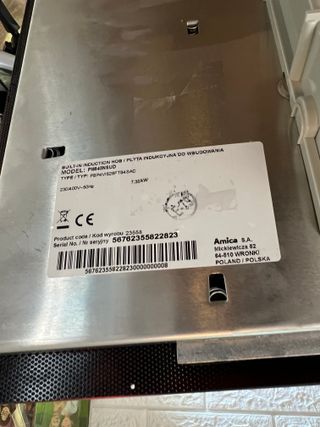 BUILT-IN INDUCTION HOB / PŁYTA INDUKCYJNA DO WBUDOWANIA
MODEL:
TYPE / TYP:
230/400V~50Hz 7.35kW
CE
Product code / Kod wyrobu 23558
Serial No. / Nr seryjny 56762355822823
Amica S.A.
Mickiewicza 52
64-510 WRONKI
POLAND / POLSKA